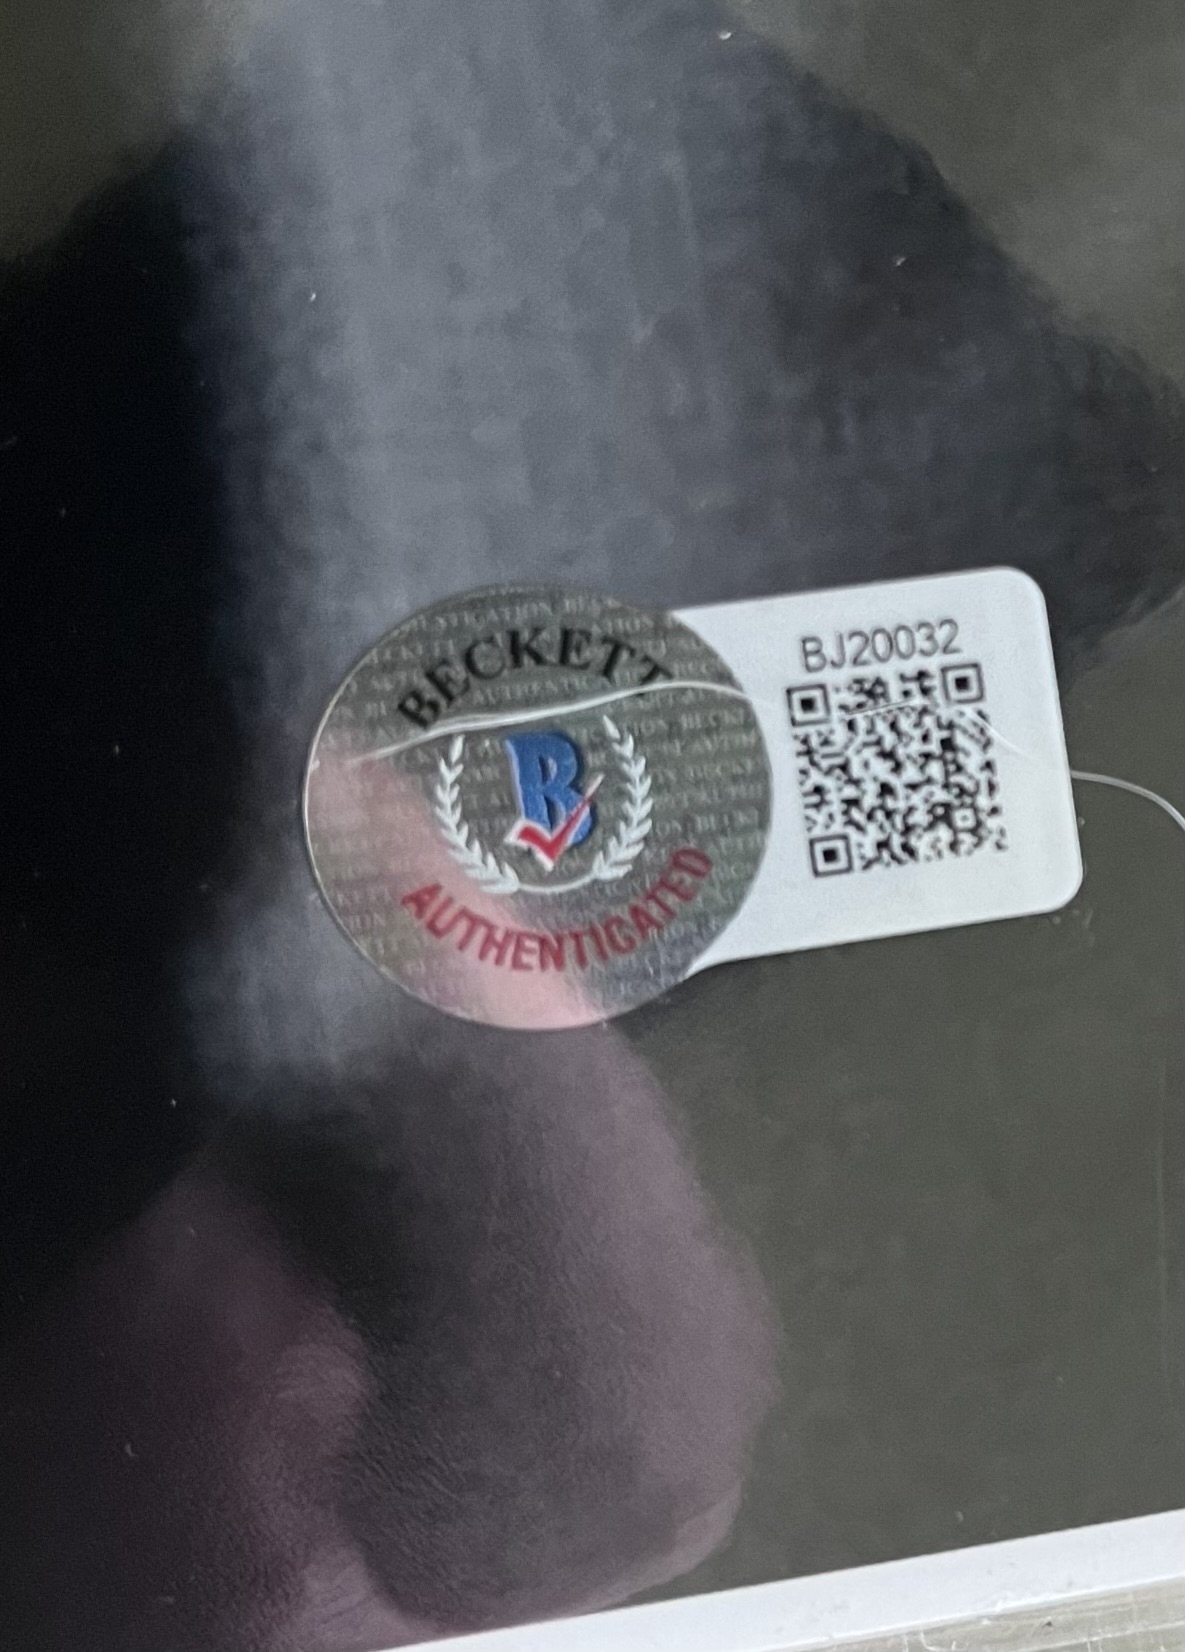 BECKETT
B
AUTHENTICATED
BJ20032